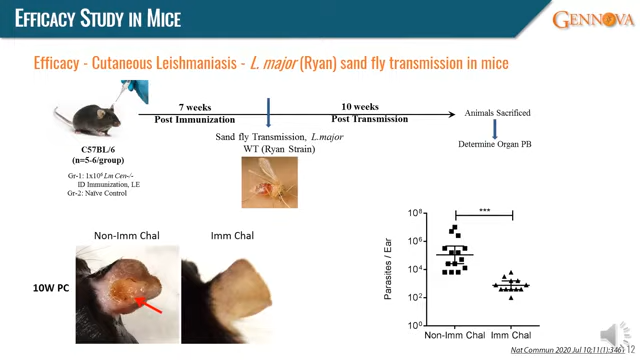 EFFICACY STUDY IN MICE
GENNOVA
Efficacy - Cutaneous Leishmaniasis - L. major (Ryan) sand fly transmission in mice
7 weeks
Post Immunization
10 weeks
Post Transmission
Animals Sacrificed
Determine Organ PB
Sand fly Transmission, L.major
WT (Ryan Strain)
C57BL/6
(n=5-6/group)
Gr-1: 1x10⁶ Lm Cen-/-
ID Immunization, LE
Gr-2: Naïve Control
Non-Imm Chal
Imm Chal
10W PC
***
Parasites / Ear
10⁸
10⁶
10⁴
10²
10⁰
Non-Imm Chal
Imm Chal
Nat Commun 2020 Jul 10;11(1):346
12